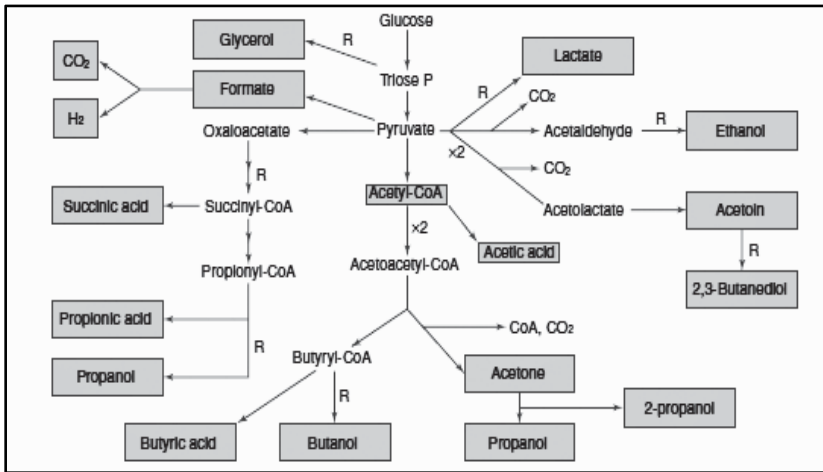 Glucose
Glycerol
R
Lactate
CO₂
Triose P
R
Formate
CO₂
H₂
Oxaloacetate
Pyruvate
Acetaldehyde
R
Ethanol
×2
R
CO₂
Acetyl-CoA
Succinic acid
Succinyl-CoA
Acetolactate
Acetoin
×2
Acetic acid
R
Propionyl-CoA
Acetoacetyl-CoA
2,3-Butanediol
Propionic acid
CoA, CO₂
R
Butyryl-CoA
Propanol
Acetone
R
2-propanol
Butyric acid
Butanol
Propanol